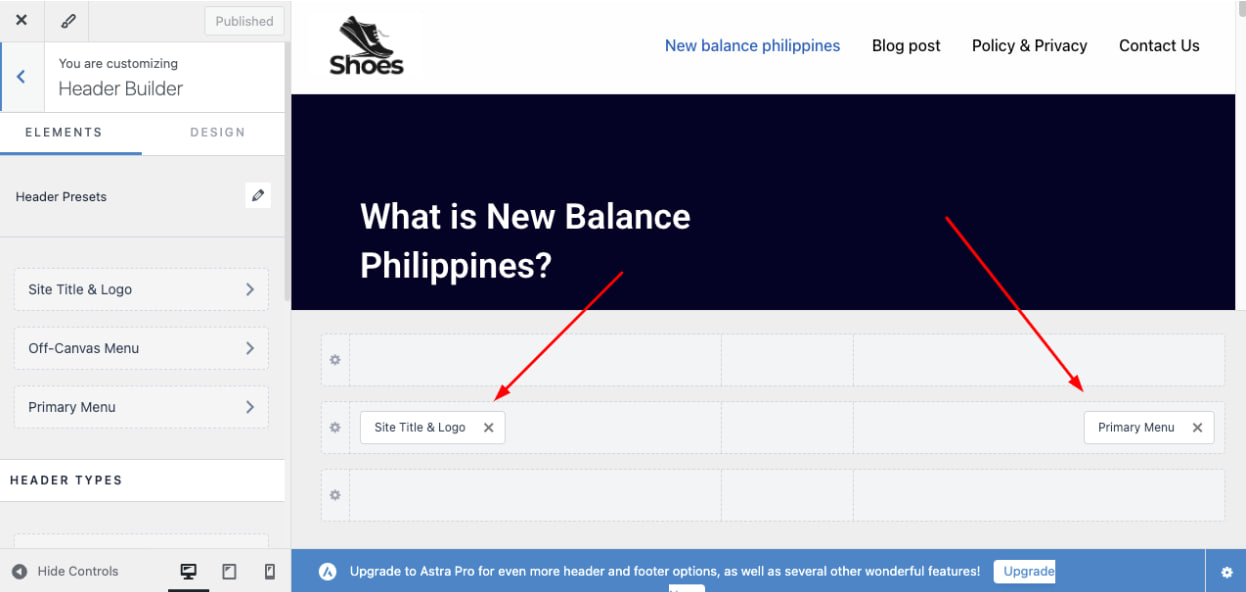 Published
You are customizing
Header Builder
ELEMENTS DESIGN
Header Presets
Site Title & Logo
Off-Canvas Menu
Primary Menu
HEADER TYPES
Hide Controls
Shoes
New balance philippines Blog post Policy & Privacy Contact Us
What is New Balance
Philippines?
Site Title & Logo Primary Menu
Upgrade to Astra Pro for even more header and footer options, as well as several other wonderful features! Upgrade